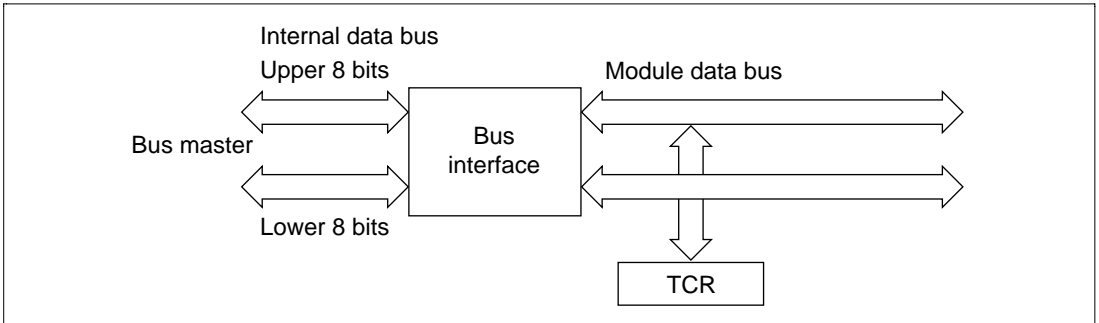 Internal data bus
Upper 8 bits
Module data bus
Bus master
Bus
interface
Lower 8 bits
TCR